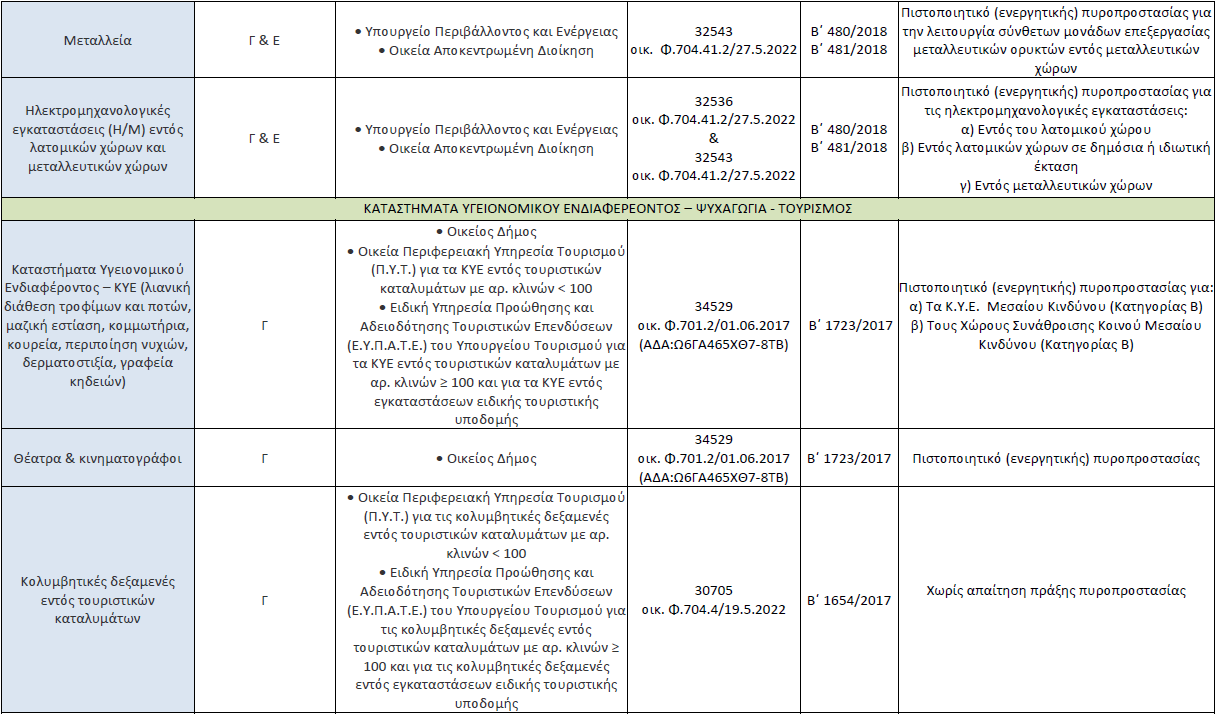 Μεταλλεία
Γ & Ε
• Υπουργείο Περιβάλλοντος και Ενέργειας
• Οικεία Αποκεντρωμένη Διοίκηση
32543
οικ. Φ.704.41.2/27.5.2022
Β΄ 480/2018
Β΄ 481/2018
Πιστοποιητικό (ενεργητικής) πυροπροστασίας για
την λειτουργία σύνθετων μονάδων επεξεργασίας
μεταλλευτικών ορυκτών εντός μεταλλευτικών
χώρων
Ηλεκτρομηχανολογικές
εγκαταστάσεις (Η/Μ) εντός
λατομικών χώρων και
μεταλλευτικών χώρων
Γ & Ε
• Υπουργείο Περιβάλλοντος και Ενέργειας
• Οικεία Αποκεντρωμένη Διοίκηση
32536
οικ. Φ.704.41.2/27.5.2022
&
32543
οικ. Φ.704.41.2/27.5.2022
Β΄ 480/2018
Β΄ 481/2018
Πιστοποιητικό (ενεργητικής) πυροπροστασίας για
τις ηλεκτρομηχανολογικές εγκαταστάσεις:
α) Εντός του λατομικού χώρου
β) Εντός λατομικών χώρων σε δημόσια ή ιδιωτική
έκταση
γ) Εντός μεταλλευτικών χώρων
ΚΑΤΑΣΤΗΜΑΤΑ ΥΓΕΙΟΝΟΜΙΚΟΥ ΕΝΔΙΑΦΕΡΕΟΝΤΟΣ – ΨΥΧΑΓΩΓΙΑ - ΤΟΥΡΙΣΜΟΣ
Καταστήματα Υγειονομικού
Ενδιαφέροντος – ΚΥΕ (λιανική
διάθεση τροφίμων και ποτών,
μαζική εστίαση, κομμωτήρια,
κουρεία, περιποίηση νυχιών,
δερματοστιξία, γραφεία
κηδειών)
Γ
• Οικείος Δήμος
• Οικεία Περιφερειακή Υπηρεσία Τουρισμού
(Π.Υ.Τ.) για τα ΚΥΕ εντός τουριστικών
καταλυμάτων με αρ. κλινών < 100
• Ειδική Υπηρεσία Προώθησης και
Αδειοδότησης Τουριστικών Επενδύσεων
(Ε.Υ.Π.Α.Τ.Ε.) του Υπουργείου Τουρισμού για
τα ΚΥΕ εντός τουριστικών καταλυμάτων με
αρ. κλινών ≥ 100 και για τα ΚΥΕ εντός
εγκαταστάσεων ειδικής τουριστικής
υποδομής
34529
οικ. Φ.701.2/01.06.2017
(ΑΔΑ:Ω6ΓΑ465ΧΘ7-8ΤΒ)
Β΄ 1723/2017
Πιστοποιητικό (ενεργητικής) πυροπροστασίας για:
α) Τα Κ.Υ.Ε. Μεσαίου Κινδύνου (Κατηγορίας Β)
β) Τους Χώρους Συνάθροισης Κοινού Μεσαίου
Κινδύνου (Κατηγορίας Β)
Θέατρα & κινηματογράφοι
Γ
• Οικείος Δήμος
34529
οικ. Φ.701.2/01.06.2017
(ΑΔΑ:Ω6ΓΑ465ΧΘ7-8ΤΒ)
Β΄ 1723/2017
Πιστοποιητικό (ενεργητικής) πυροπροστασίας
Κολυμβητικές δεξαμενές
εντός τουριστικών
καταλυμάτων
Γ
• Οικεία Περιφερειακή Υπηρεσία Τουρισμού
(Π.Υ.Τ.) για τις κολυμβητικές δεξαμενές
εντός τουριστικών καταλυμάτων με αρ.
κλινών < 100
• Ειδική Υπηρεσία Προώθησης και
Αδειοδότησης Τουριστικών Επενδύσεων
(Ε.Υ.Π.Α.Τ.Ε.) του Υπουργείου Τουρισμού για
τις κολυμβητικές δεξαμενές εντός
τουριστικών καταλυμάτων με αρ. κλινών ≥
100 και για τις κολυμβητικές δεξαμενές
εντός εγκαταστάσεων ειδικής τουριστικής
υποδομής
30705
οικ. Φ.704.4/19.5.2022
Β΄ 1654/2017
Χωρίς απαίτηση πράξης πυροπροστασίας